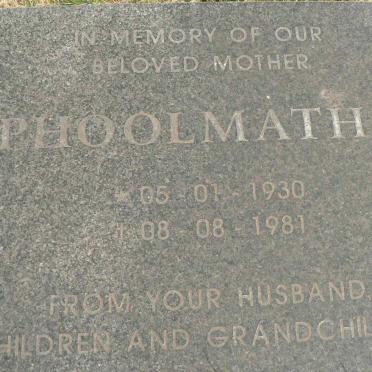 IN MEMORY OF OUR
BELOVED MOTHER
PHOOLMATH
* 05 - 01 - 1930
† 08 - 08 - 1981
FROM YOUR HUSBAND
HILDREN AND GRANDCHIL